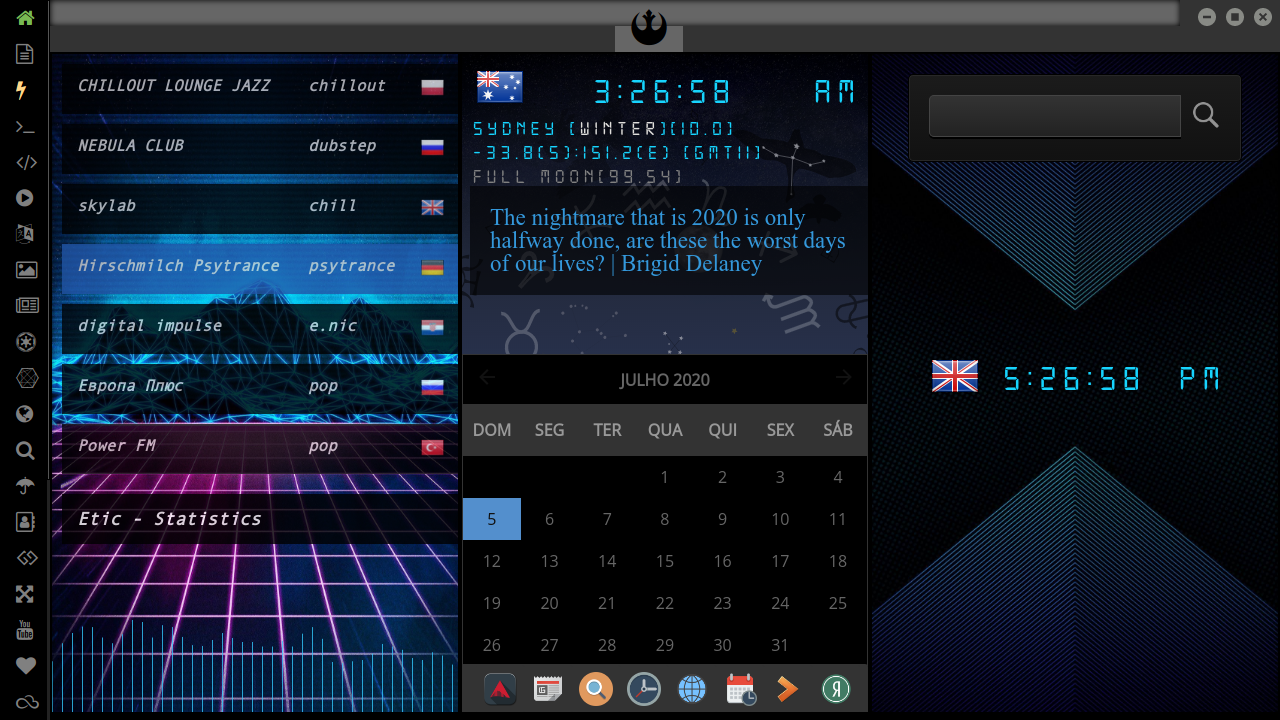 CHILLOUT LOUNGE JAZZ chillout
NEBULA CLUB dubstep
skylab chill
Hirschmilch Psytrance psytrance
digital impulse e.nic
Европа Плюс pop
Power FM pop
Etic - Statistics
3:26:58 AM
SYDNEY (WINTER)(10.0)
-33.8(S):151.2(E) (GMT11)
FULL MOON(99.54)
The nightmare that is 2020 is only
halfway done, are these the worst days
of our lives? | Brigid Delaney
JULHO 2020
DOM SEG TER QUA QUI SEX SÁB
1 2 3 4
5 6 7 8 9 10 11
12 13 14 15 16 17 18
19 20 21 22 23 24 25
26 27 28 29 30 31
5:26:58 PM
You
Tube
Я